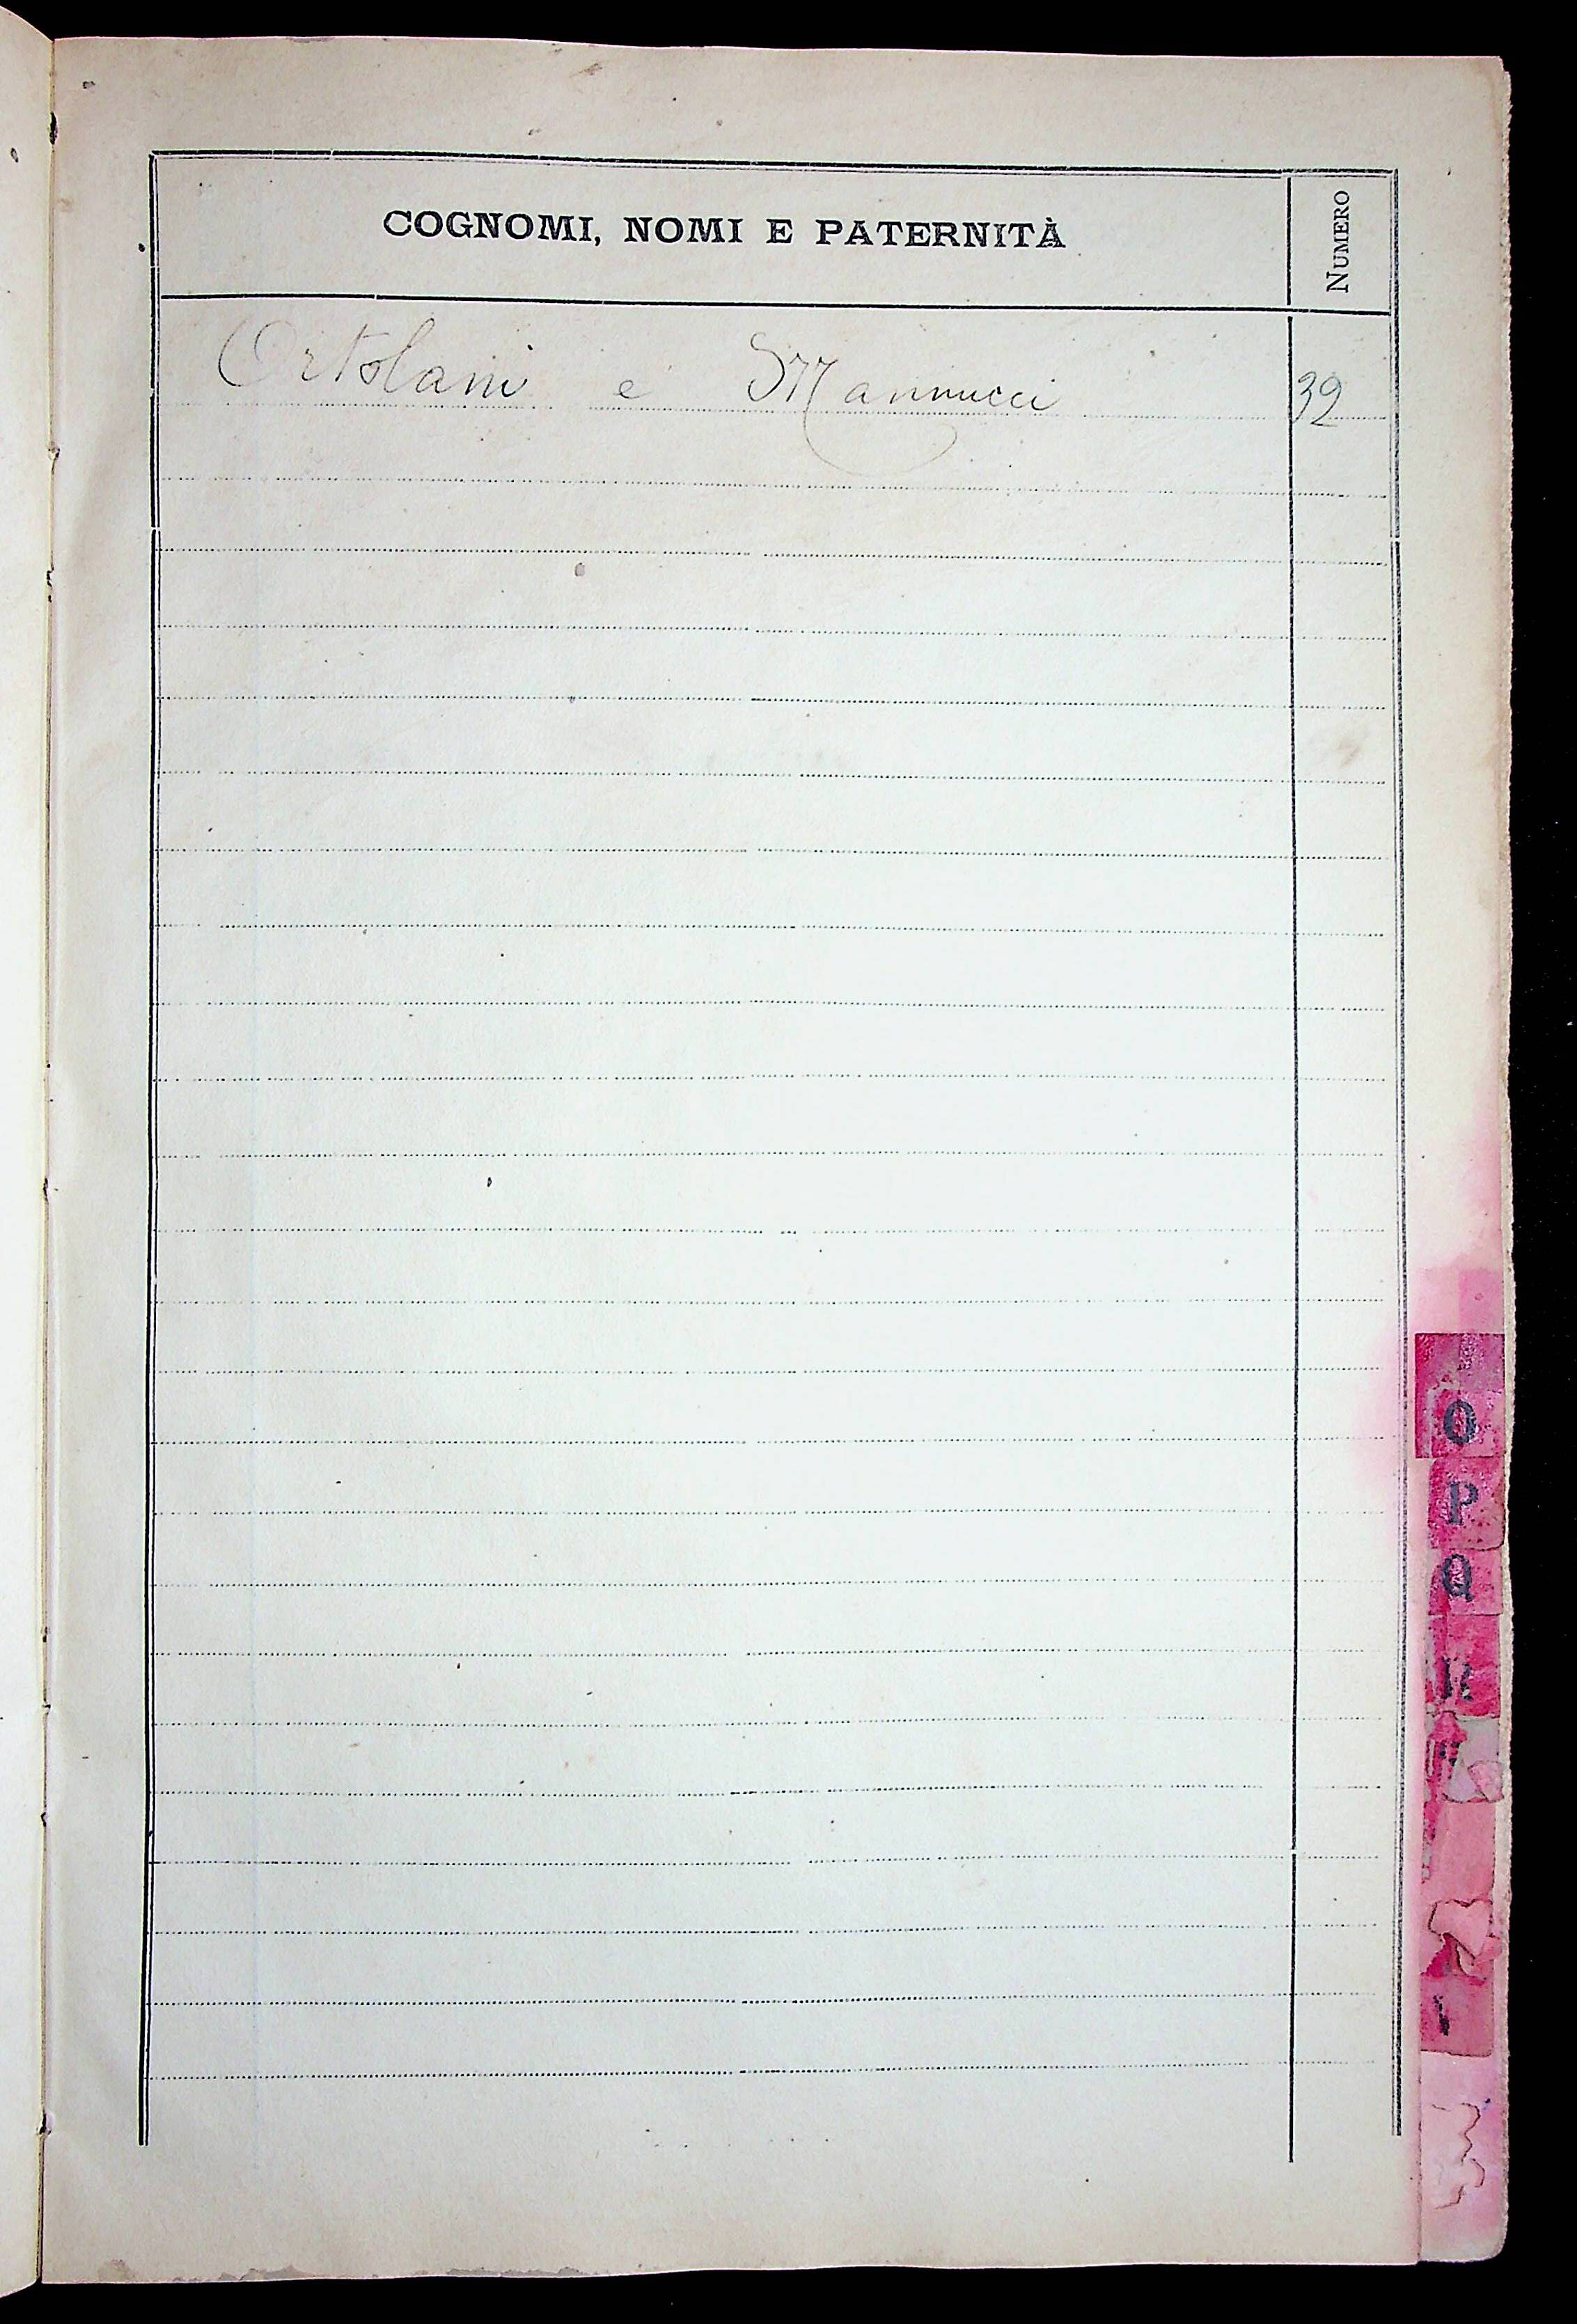 COGNOMI, NOMI E PATERNITÀ
NUMERO
Ortolani e Mannucci 32
O
P
Q
R